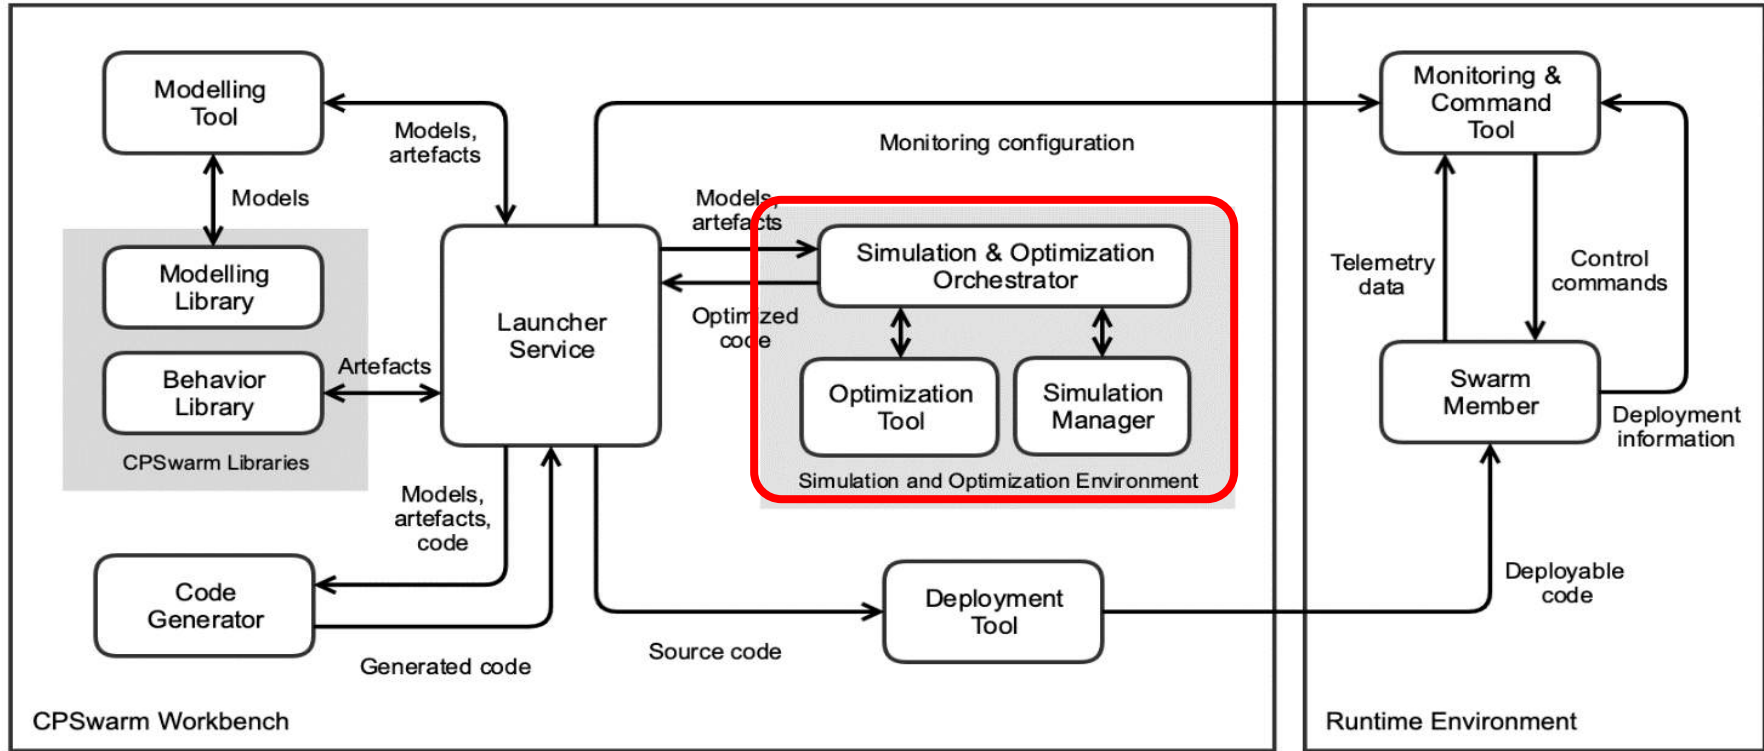 Modelling
Tool
Models,
artefacts
Models
Modelling
Library
Behavior
Library
CPSwarm Libraries
Artefacts
Launcher
Service
Models,
artefacts,
code
Code
Generator
Generated code
Source code
Monitoring configuration
Models,
artefacts
Optimized
code
Simulation & Optimization
Orchestrator
Optimization
Tool
Simulation
Manager
Simulation and Optimization Environment
Deployment
Tool
CPSwarm Workbench
Monitoring &
Command
Tool
Telemetry
data
Control
commands
Swarm
Member
Deployment
information
Deployable
code
Runtime Environment